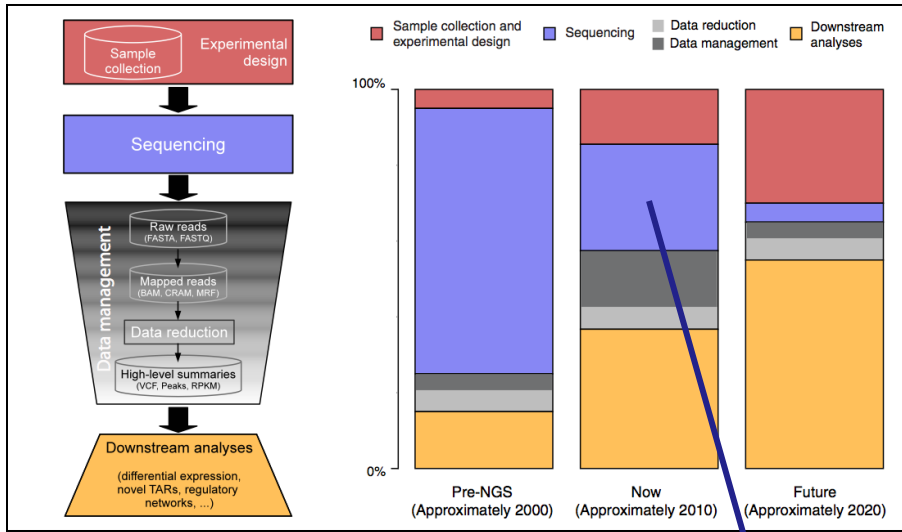 Sample
collection
Experimental
design
Sequencing
Data management
Raw reads
(FASTA, FASTQ)
Mapped reads
(BAM, CRAM, MRF)
Data reduction
High-level summaries
(VCF, Peaks, RPKM)
Downstream analyses
(differential expression,
novel TARs, regulatory
networks, ...)
Sample collection and
experimental design
Sequencing
Data reduction
Data management
Downstream
analyses
100%
0%
Pre-NGS
(Approximately 2000)
Now
(Approximately 2010)
Future
(Approximately 2020)